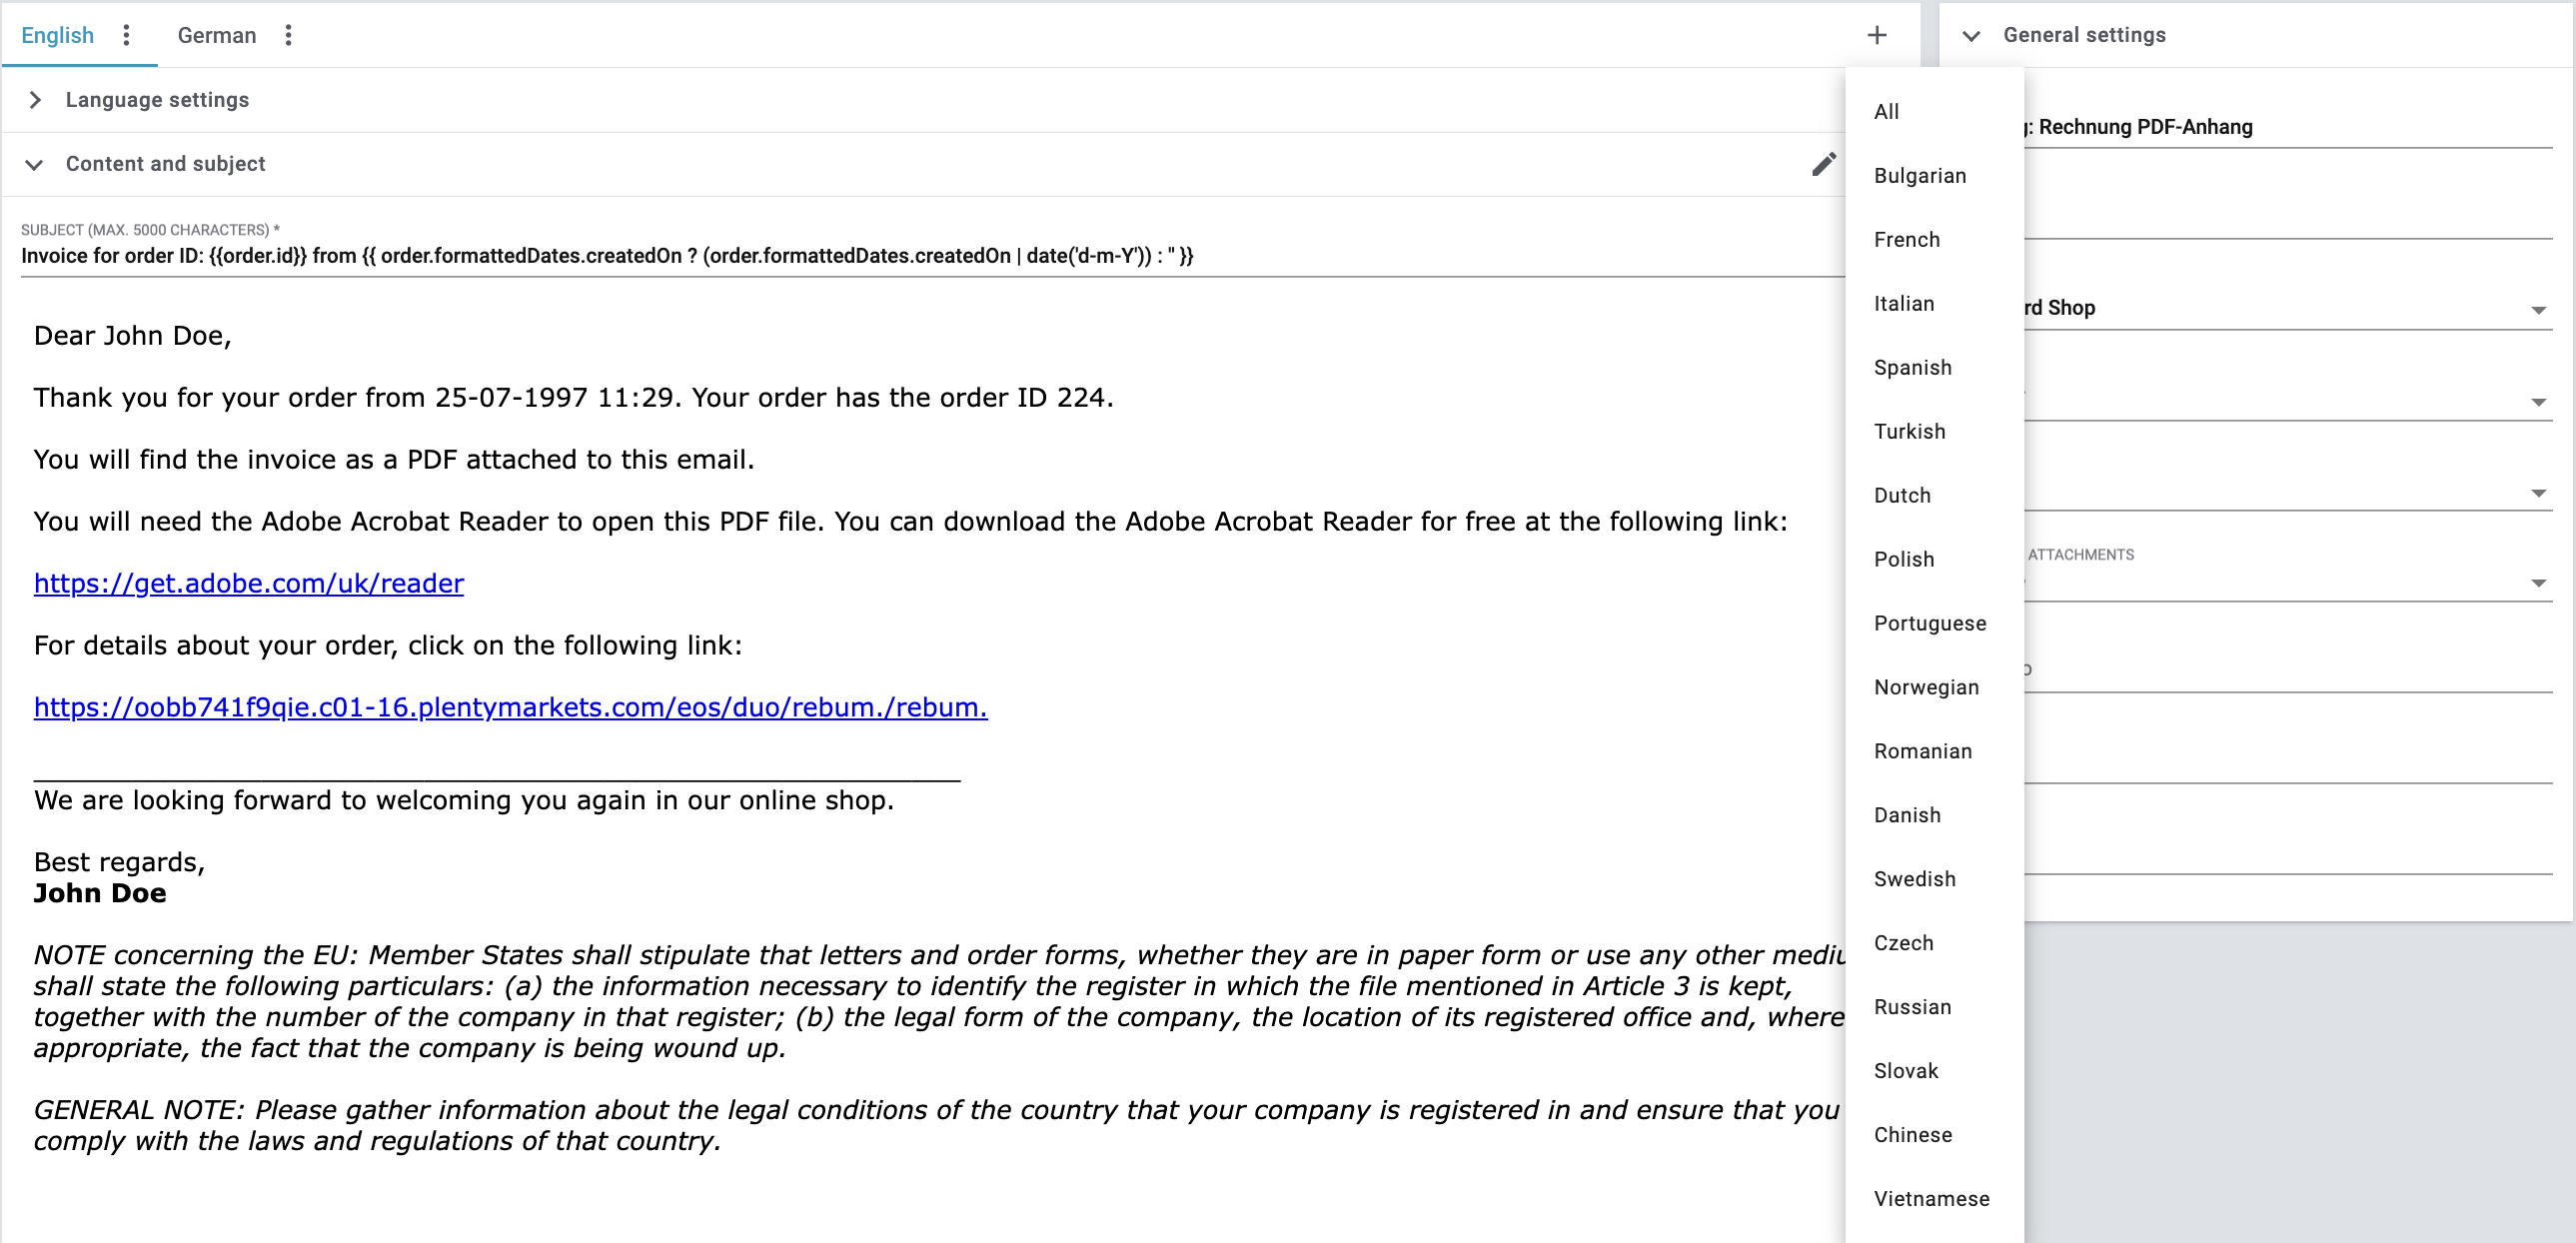 English
German
General settings
Language settings
Content and subject
SUBJECT (MAX. 5000 CHARACTERS) *
Invoice for order ID: {{order.id}} from {{ order.formattedDates.createdOn ? (order.formattedDates.createdOn | date('d-m-Y')) : '' }}
Dear John Doe,
Thank you for your order from 25-07-1997 11:29. Your order has the order ID 224.
You will find the invoice as a PDF attached to this email.
You will need the Adobe Acrobat Reader to open this PDF file. You can download the Adobe Acrobat Reader for free at the following link:
https://get.adobe.com/uk/reader
For details about your order, click on the following link:
https://oobb741f9qie.c01-16.plentymarkets.com/eos/duo/rebum./rebum.
We are looking forward to welcoming you again in our online shop.
Best regards,
John Doe
NOTE concerning the EU: Member States shall stipulate that letters and order forms, whether they are in paper form or use any other
shall state the following particulars: (a) the information necessary to identify the register in which the file mentioned in Article 3 is kept,
together with the number of the company in that register; (b) the legal form of the company, the location of its registered office and, where
appropriate, the fact that the company is being wound up.
GENERAL NOTE: Please gather information about the legal conditions of the country that your company is registered in and ensure that you
comply with the laws and regulations of that country.
All
Bulgarian
French
Italian
Spanish
Turkish
Dutch
Polish
Portuguese
Norwegian
Romanian
Danish
Swedish
Czech
Russian
Slovak
Chinese
Vietnamese
: Rechnung PDF-Anhang
rd Shop
ATTACHMENTS